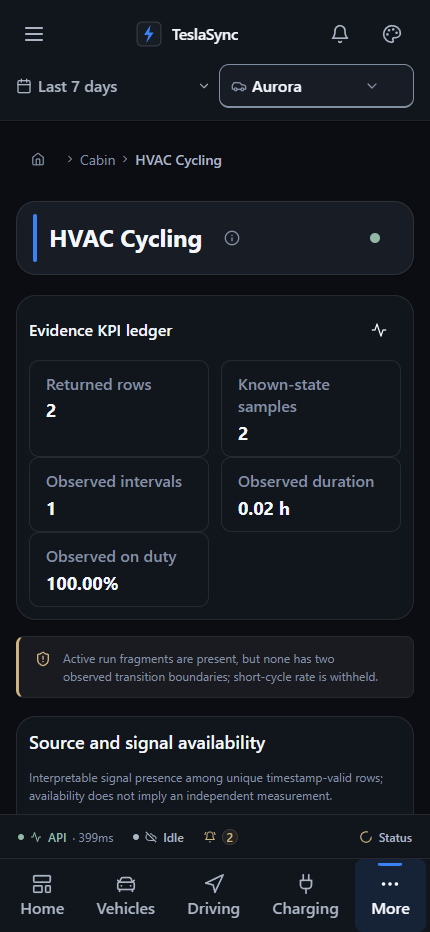 TeslaSync
Last 7 days
Aurora
Cabin
HVAC Cycling
HVAC Cycling
Evidence KPI ledger
Returned rows
2
Known-state
samples
2
Observed intervals
1
Observed duration
0.02 h
Observed on duty
100.00%
Active run fragments are present, but none has two
observed transition boundaries; short-cycle rate is withheld.
Source and signal availability
Interpretable signal presence among unique timestamp-valid rows;
availability does not imply an independent measurement.
API · 399ms
Idle
2
Status
Home
Vehicles
Driving
Charging
More